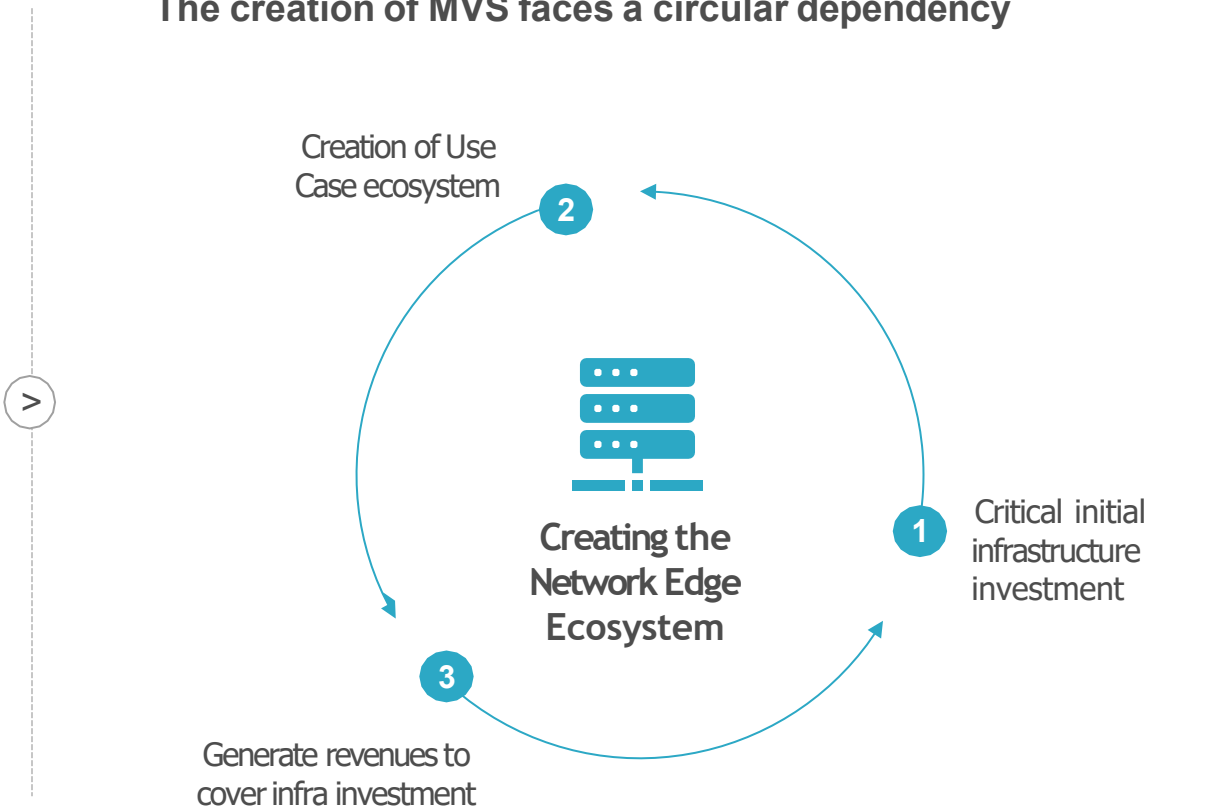 The creation of MVS faces a circular dependency
Creation of Use
Case ecosystem
2
>
Creating the
Network Edge
Ecosystem
1
Critical initial
infrastructure
investment
3
Generate revenues to
cover infra investment